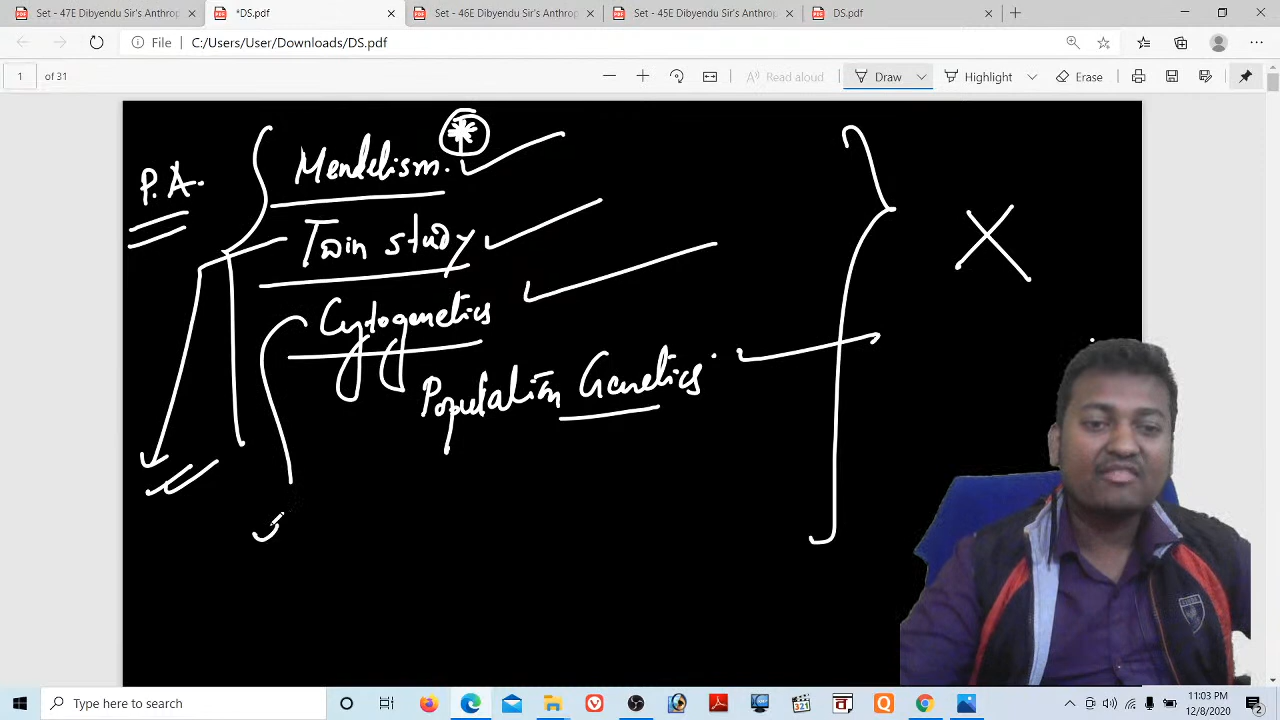 Set - 47E Dibyendu Sir's Anthrop
*DS.pdf
Set - 46E Dibyendu Sir's Anthrop
Set - 45E Dibyendu Sir's Anthrop
DS.pdf
File
C:/Users/User/Downloads/DS.pdf
1 of 31
Read aloud
Draw
Highlight
Erase
P.A.
Mendelism.
Twin study
Cytogenetics
Population Genetics
Type here to search
11:03 PM
12/8/2020